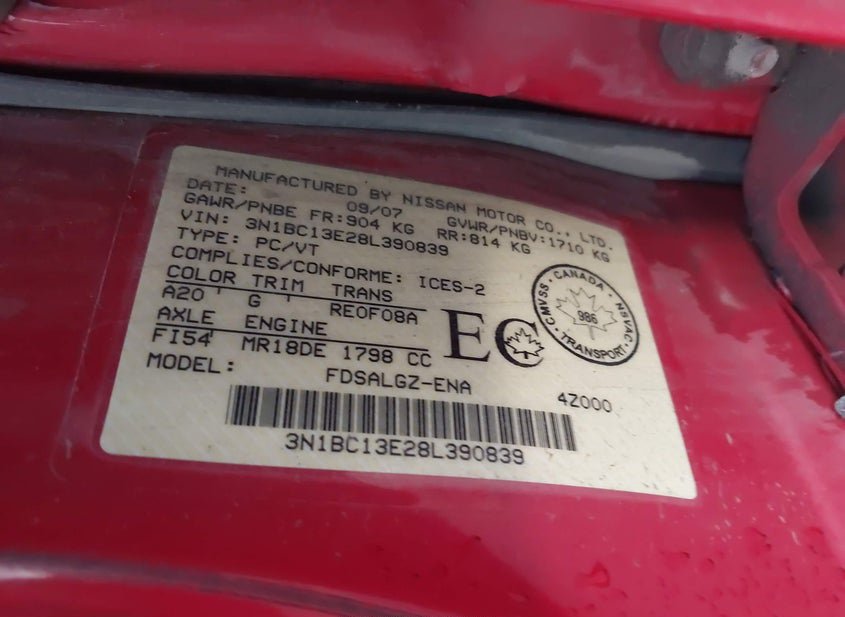 MANUFACTURED BY NISSAN MOTOR CO., LTD.
DATE: 09/07 GVWR/PNBV:1710 KG
GAWR/PNBE FR:904 KG RR:814 KG
VIN: 3N1BC13E28L390839
TYPE: PC/VT
COMPLIES/CONFORME: ICES-2
COLOR TRIM TRANS
A20 G RE0F08A
AXLE ENGINE
FI54 MR18DE 1798 CC
EC
CANADA
CMVSS NSVAC
986
TRANSPORT
MODEL:
FDSALGZ-ENA 4Z000
3N1BC13E28L390839